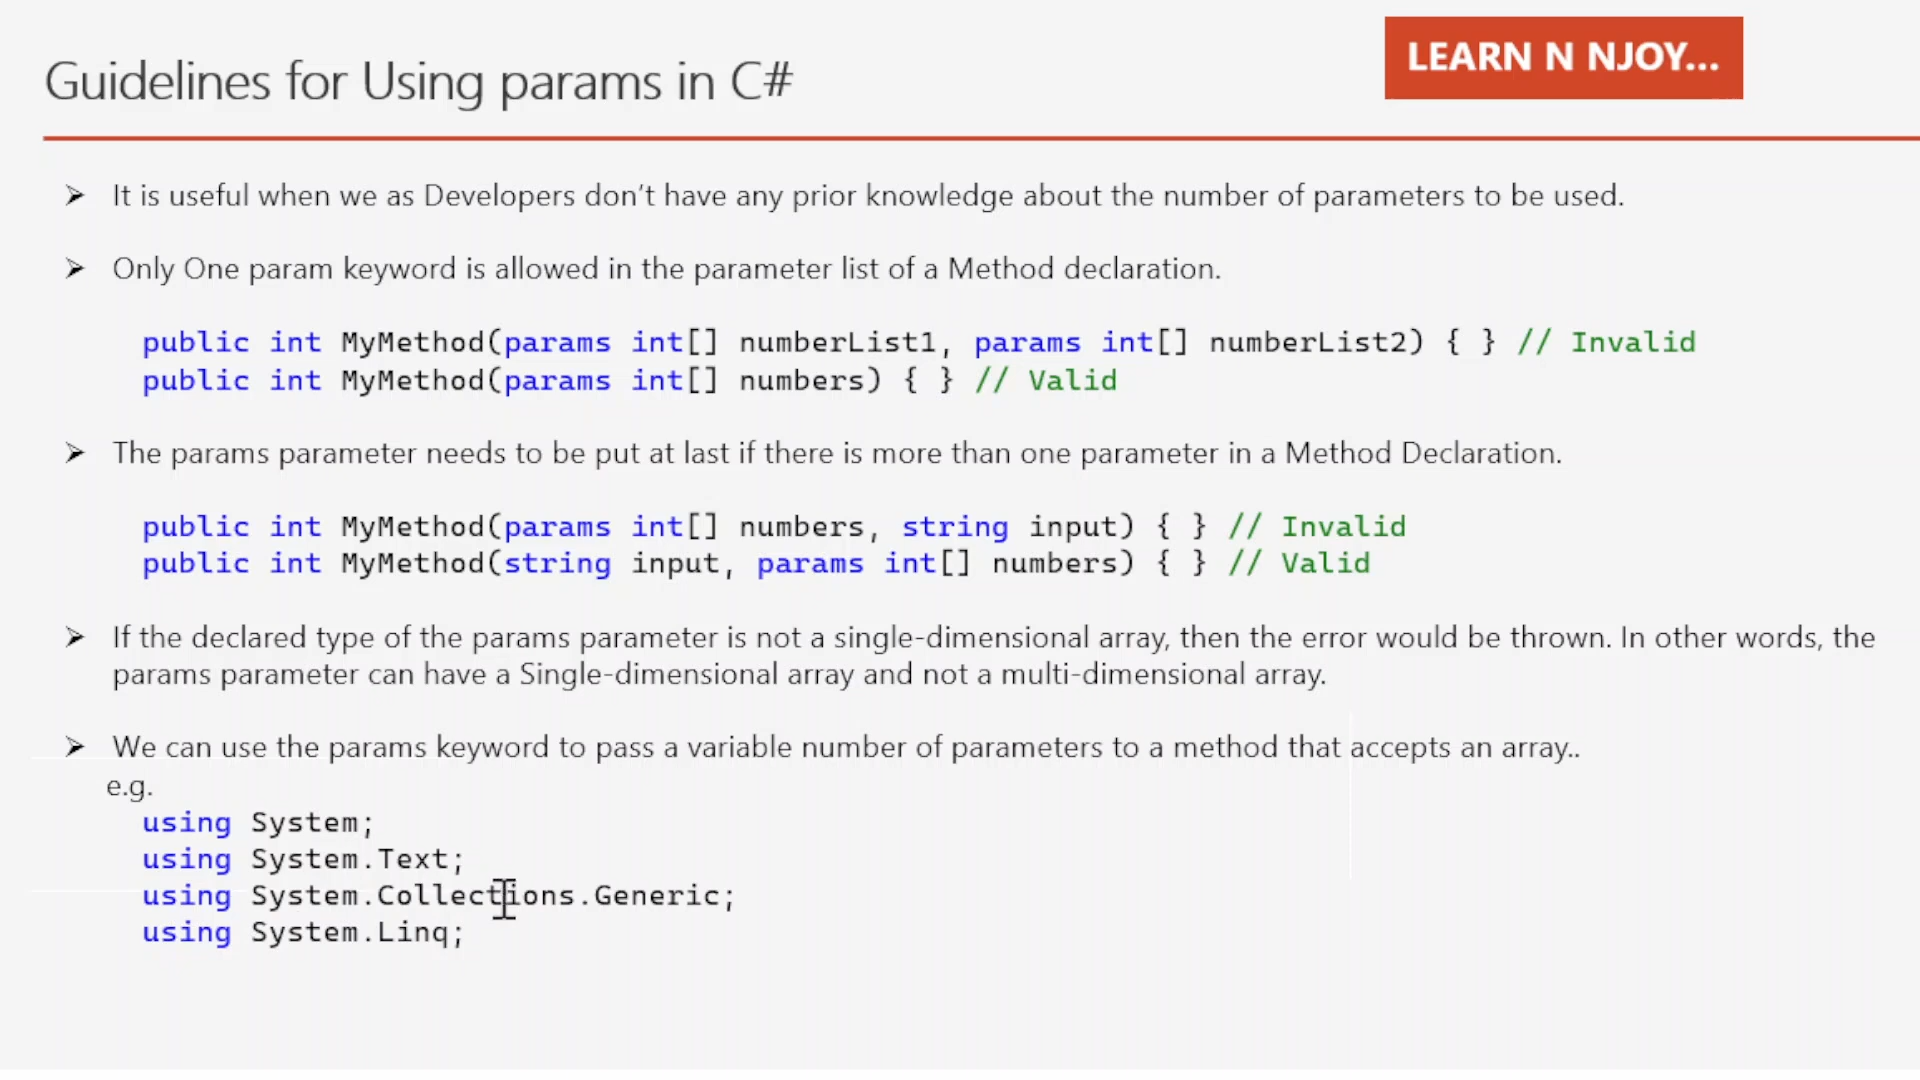 LEARN N NJOY...
Guidelines for Using params in C#
➢ It is useful when we as Developers don't have any prior knowledge about the number of parameters to be used.
➢ Only One param keyword is allowed in the parameter list of a Method declaration.
public int MyMethod(params int[] numberList1, params int[] numberList2) { } // Invalid
public int MyMethod(params int[] numbers) { } // Valid
➢ The params parameter needs to be put at last if there is more than one parameter in a Method Declaration.
public int MyMethod(params int[] numbers, string input) { } // Invalid
public int MyMethod(string input, params int[] numbers) { } // Valid
➢ If the declared type of the params parameter is not a single-dimensional array, then the error would be thrown. In other words, the
params parameter can have a Single-dimensional array and not a multi-dimensional array.
➢ We can use the params keyword to pass a variable number of parameters to a method that accepts an array..
e.g.
using System;
using System.Text;
using System.Collections.Generic;
using System.Linq;